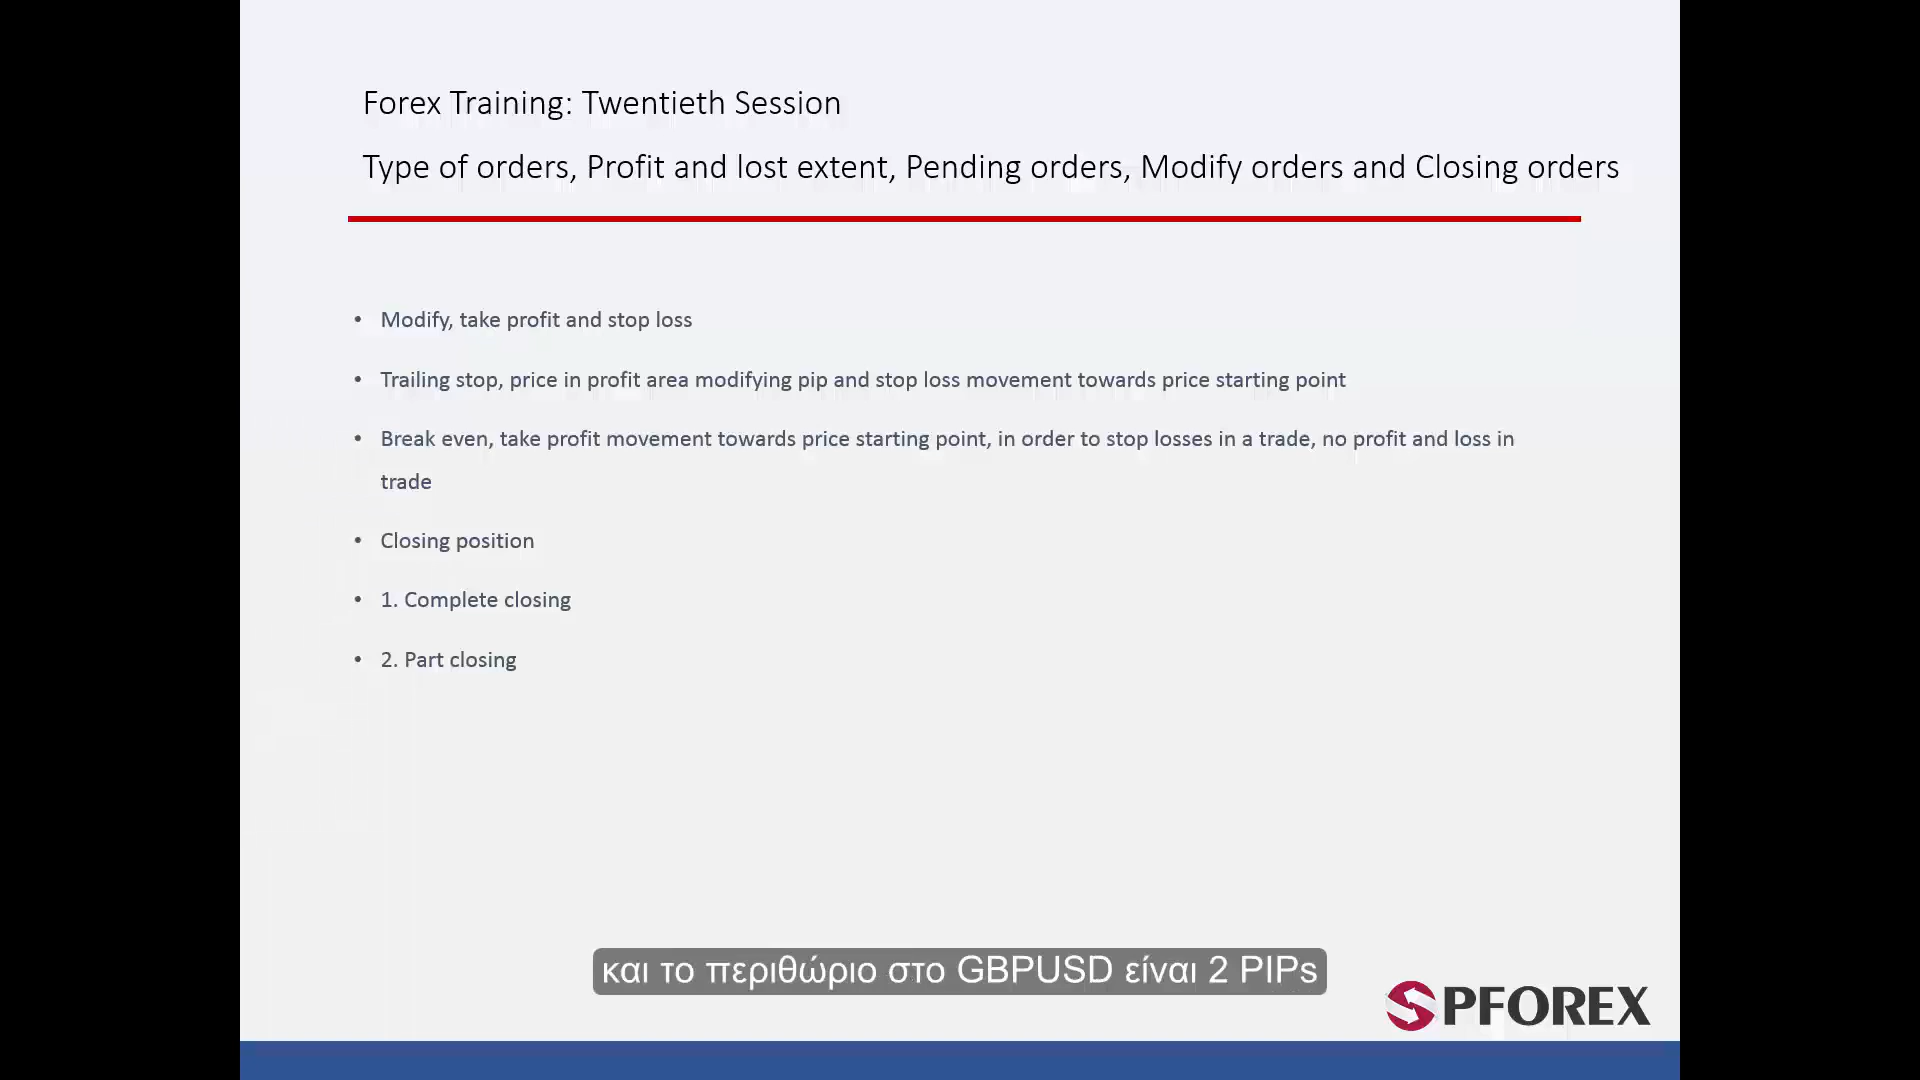 Forex Training: Twentieth Session
Type of orders, Profit and lost extent, Pending orders, Modify orders and Closing orders
• Modify, take profit and stop loss
• Trailing stop, price in profit area modifying pip and stop loss movement towards price starting point
• Break even, take profit movement towards price starting point, in order to stop losses in a trade, no profit and loss in
trade
• Closing position
• 1. Complete closing
• 2. Part closing
και το περιθώριο στο GBPUSD είναι 2 PIPs
SPFOREX